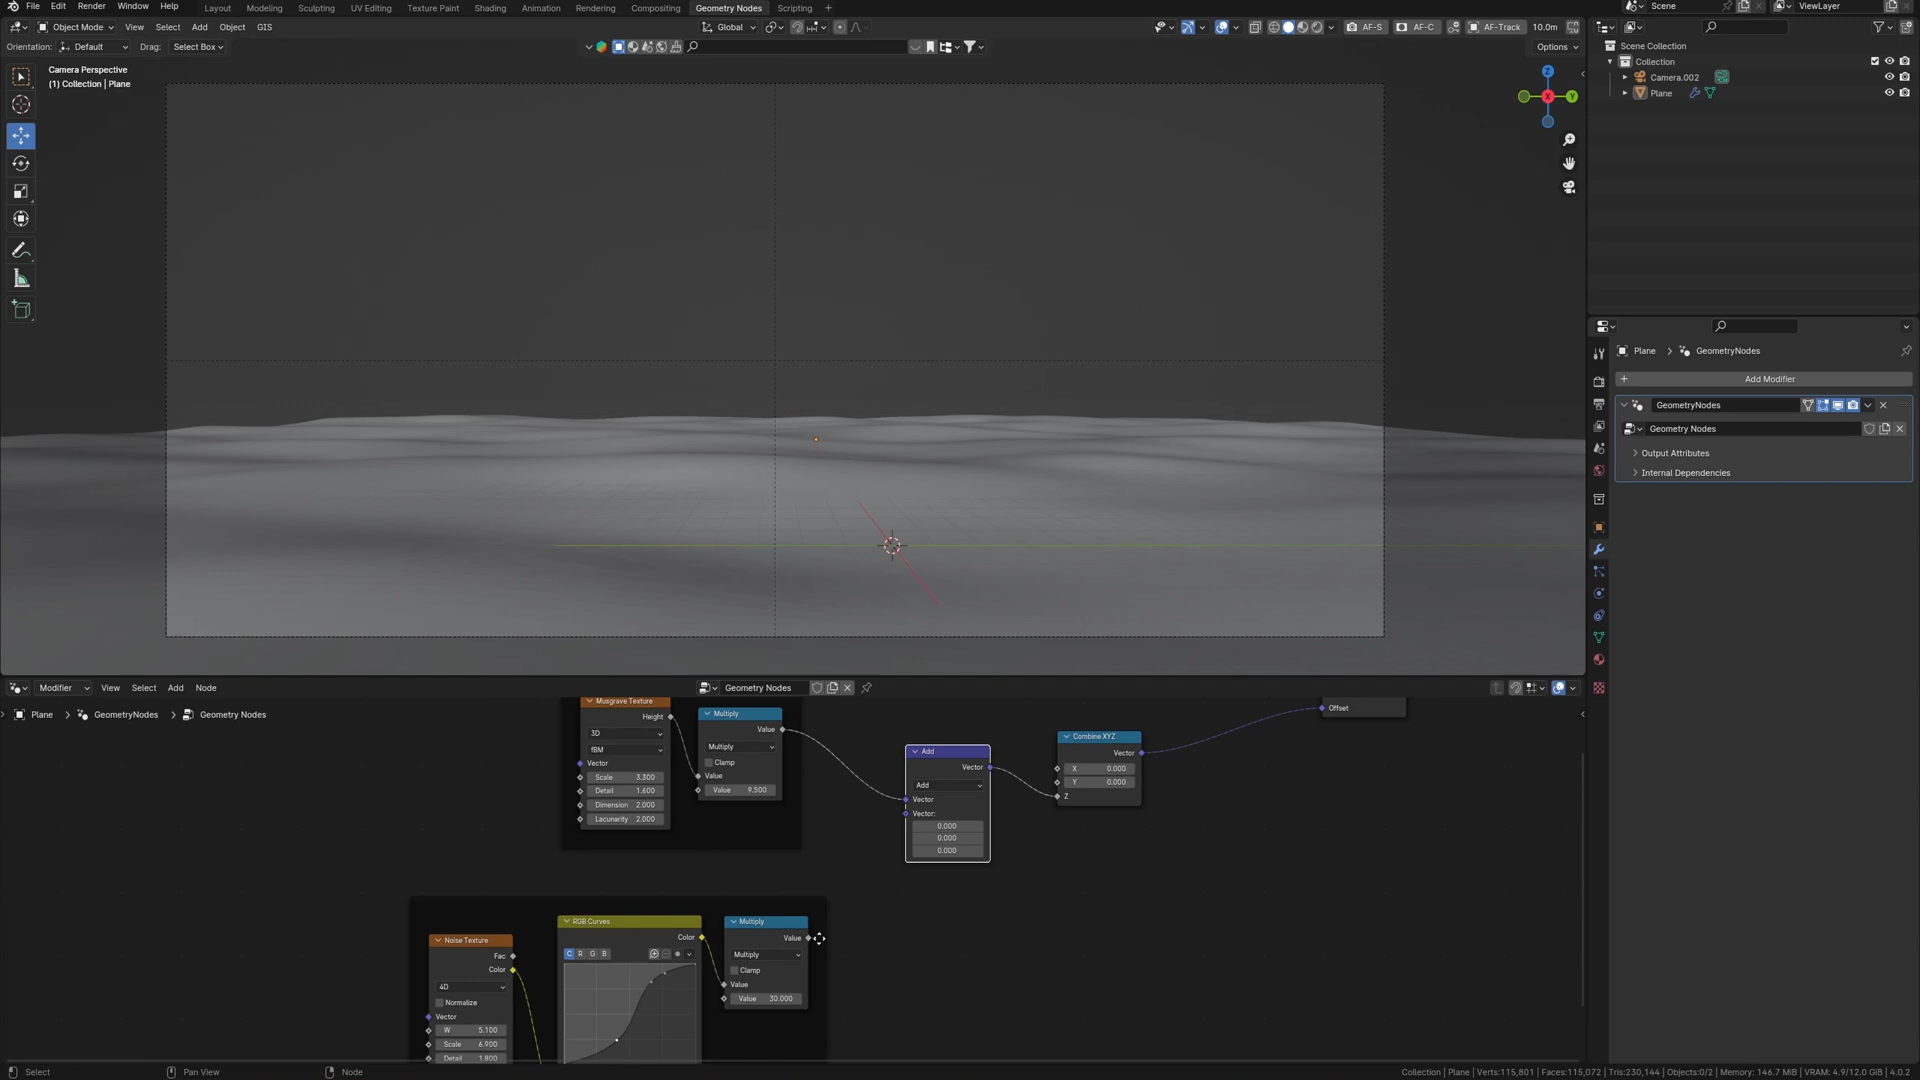 File Edit Render Window Help Layout Modeling Sculpting UV Editing Texture Paint Shading Animation Rendering Compositing Geometry Nodes Scripting + Scene ViewLayer
Object Mode View Select Add Object GIS Global AF-S AF-C AF-Track 10.0m
Orientation: Default Drag: Select Box Options
Camera Perspective
(1) Collection | Plane
Z
X
Y
Scene Collection
Collection
Camera.002
Plane
Plane > GeometryNodes
+ Add Modifier
GeometryNodes
Geometry Nodes
Output Attributes
Internal Dependencies
Modifier View Select Add Node Geometry Nodes
Plane > GeometryNodes > Geometry Nodes
Musgrave Texture
Height
3D
fBM
Vector
Scale 3.300
Detail 1.600
Dimension 2.000
Lacunarity 2.000
Multiply
Value
Multiply
Clamp
Value
Value 9.500
Add
Vector
Add
Vector
Vector:
0.000
0.000
0.000
Combine XYZ
Vector
X 0.000
Y 0.000
Z
Offset
Noise Texture
Fac
Color
4D
Normalize
Vector
W 5.100
Scale 6.900
Detail 1.800
RGB Curves
Color
C R G B
Multiply
Value
Multiply
Clamp
Value
Value 30.000
Select Pan View Node Collection | Plane | Verts:115,801 | Faces:115,072 | Tris:230,144 | Objects:0/2 | Memory: 146.7 MiB | VRAM: 4.9/12.0 GiB | 4.0.2